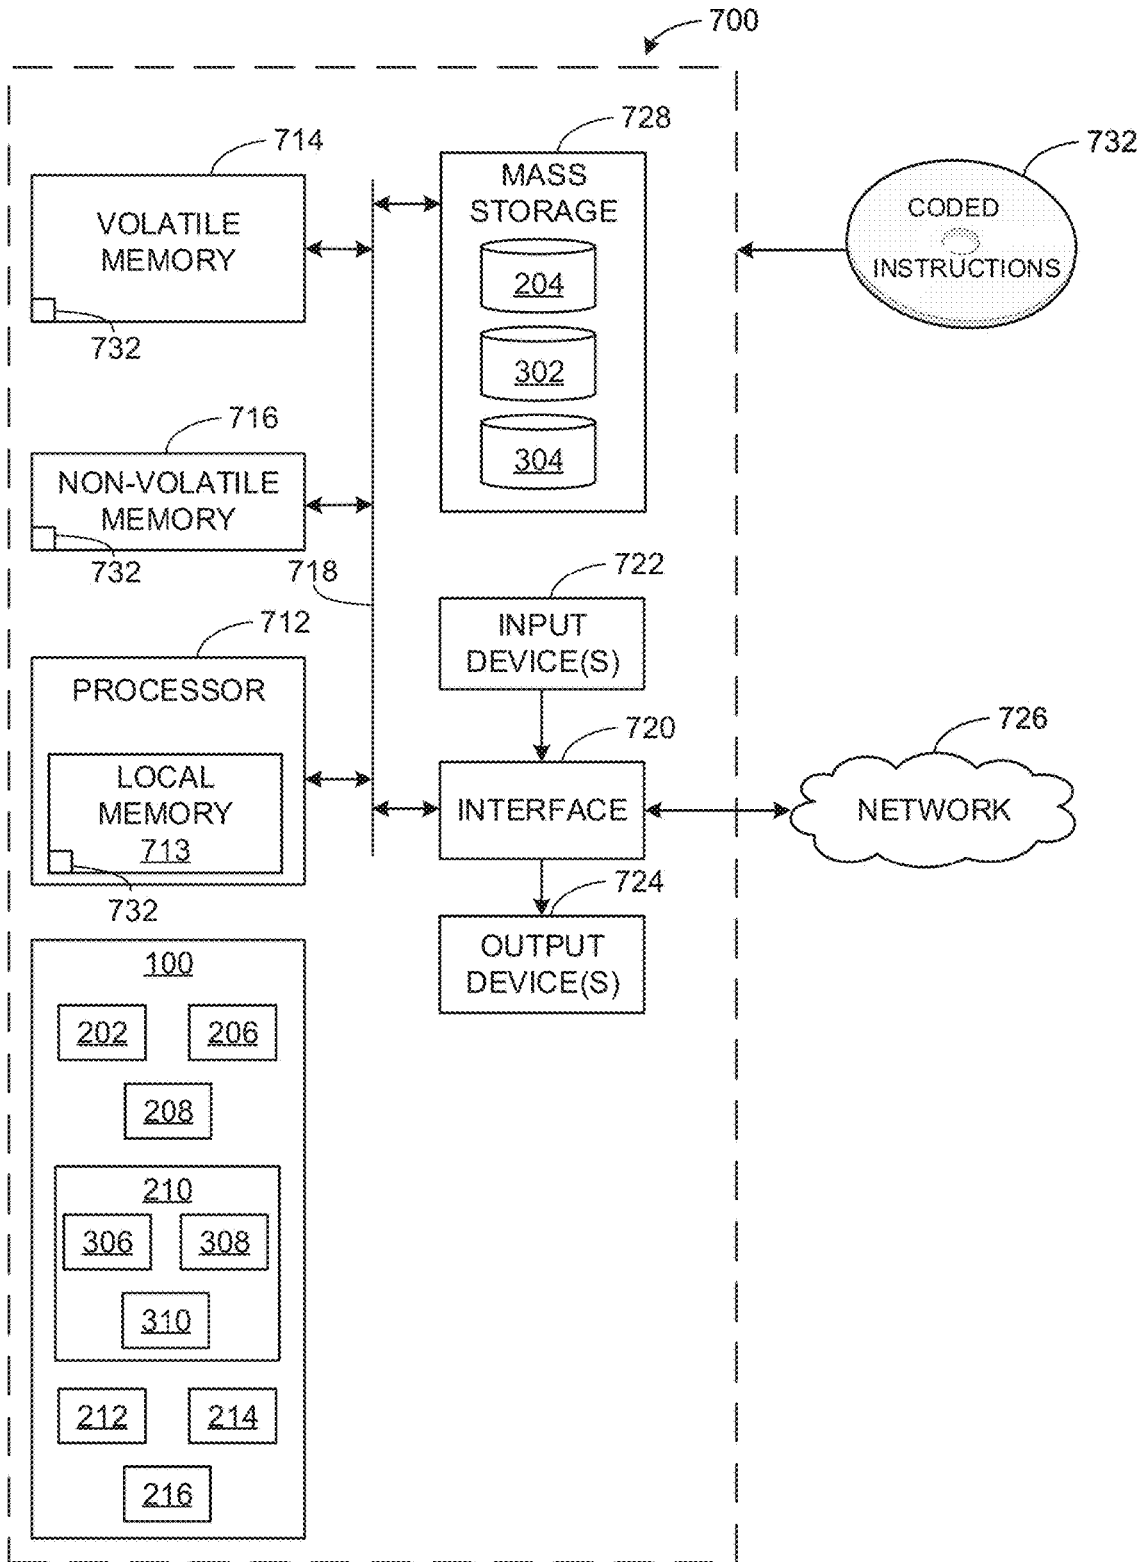 700
714
VOLATILE
MEMORY
732
728
MASS
STORAGE
204
302
304
732
CODED
INSTRUCTIONS
716
NON-VOLATILE
MEMORY
732
718
712
PROCESSOR
LOCAL
MEMORY
713
732
722
INPUT
DEVICE(S)
720
INTERFACE
726
NETWORK
724
OUTPUT
DEVICE(S)
100
202
206
208
210
306
308
310
212
214
216